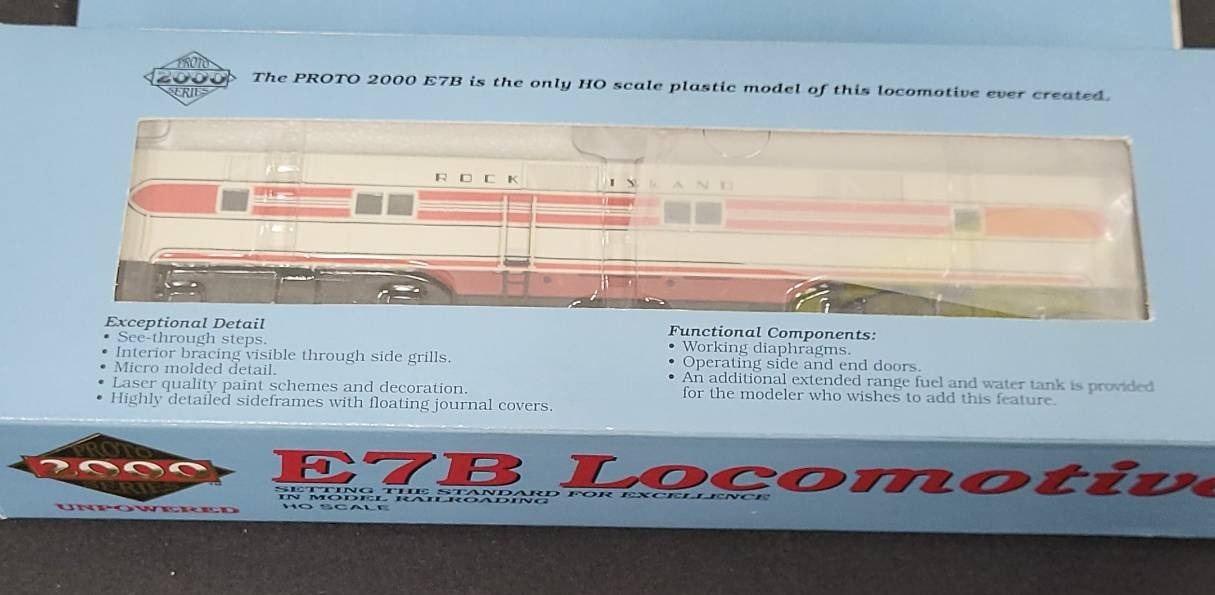 PROTO
2000
SERIES
The PROTO 2000 E7B is the only HO scale plastic model of this locomotive ever created.
ROCK ISLAND
Exceptional Detail
• See-through steps.
• Interior bracing visible through side grills.
• Micro molded detail.
• Laser quality paint schemes and decoration.
• Highly detailed sideframes with floating journal covers.
Functional Components:
• Working diaphragms.
• Operating side and end doors.
• An additional extended range fuel and water tank is provided
for the modeler who wishes to add this feature.
PROTO
2000
SERIES
UNPOWERED
E7B Locomotive
SETTING THE STANDARD FOR EXCELLENCE
IN MODEL RAILROADING
HO SCALE